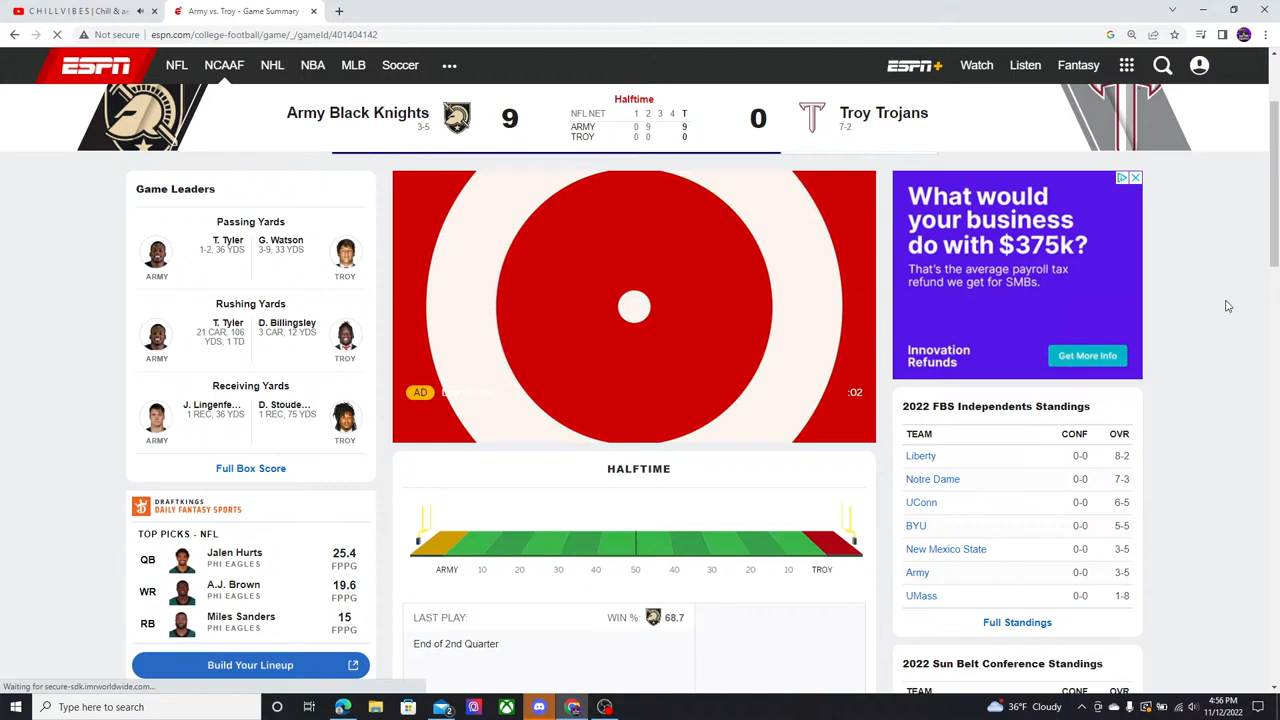 C H I L L V I B E S | Chill & ae
Army vs. Troy - Game Summary -
Not secure | espn.com/college-football/game/_/gameId/401404142
ESPN NFL NCAAF NHL NBA MLB Soccer ••• ESPN+ Watch Listen Fantasy
Army Black Knights
3-5
9
Halftime
NFL NET 1 2 3 4 T
ARMY 0 9 9
TROY 0 0 0
0
Troy Trojans
7-2
Game Leaders
Passing Yards
T. Tyler
1-2, 36 YDS
G. Watson
3-9, 33 YDS
ARMY TROY
Rushing Yards
T. Tyler
21 CAR, 106
YDS, 1 TD
D. Billingsley
3 CAR, 12 YDS
ARMY TROY
Receiving Yards
J. Lingenfe...
1 REC, 36 YDS
D. Stoude...
1 REC, 75 YDS
ARMY TROY
Full Box Score
DRAFTKINGS
DAILY FANTASY SPORTS
TOP PICKS - NFL
QB Jalen Hurts 25.4
PHI EAGLES FPPG
WR A.J. Brown 19.6
PHI EAGLES FPPG
RB Miles Sanders 15
PHI EAGLES FPPG
Build Your Lineup
AD
:02
HALFTIME
ARMY 10 20 30 40 50 40 30 20 10 TROY
LAST PLAY: WIN %: 68.7
End of 2nd Quarter
What would
your business
do with $375k?
That's the average payroll tax
refund we get for SMBs.
Innovation
Refunds
Get More Info
2022 FBS Independents Standings
TEAM CONF OVR
Liberty 0-0 8-2
Notre Dame 0-0 7-3
UConn 0-0 6-5
BYU 0-0 5-5
New Mexico State 0-0 3-5
Army 0-0 3-5
UMass 0-0 1-8
Full Standings
2022 Sun Belt Conference Standings
TEAM CONF OVR
Waiting for secure-sdk.imrworldwide.com...
Type here to search
36°F Cloudy
4:56 PM
11/12/2022